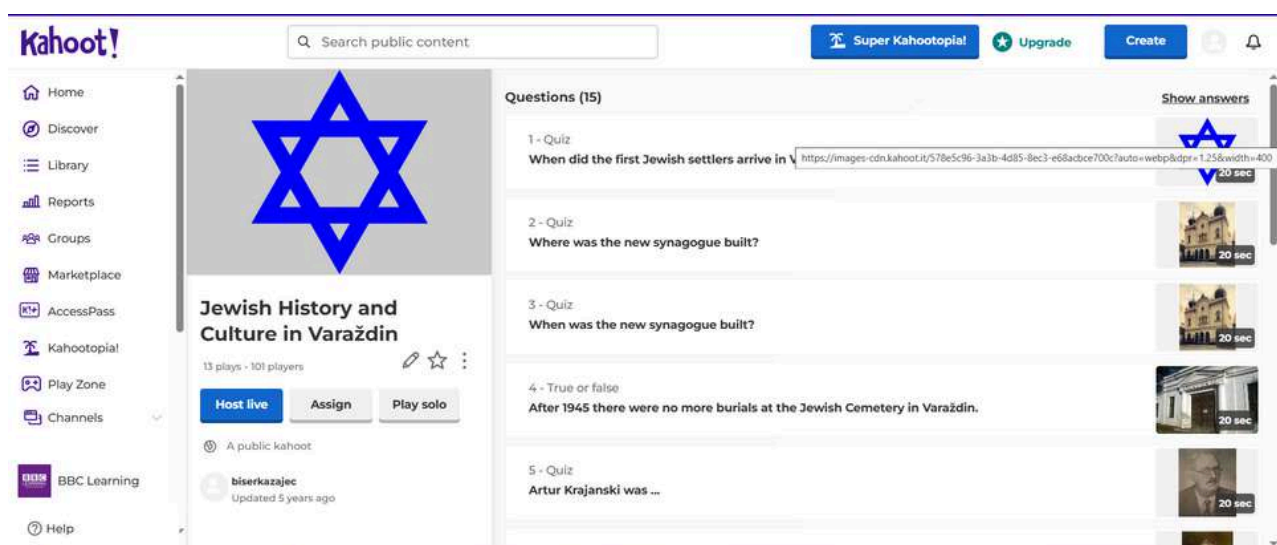 Kahoot!
Search public content
Super Kahootopia!
Upgrade
Create
Home
Discover
Library
Reports
Groups
Marketplace
AccessPass
Kahootopia!
Play Zone
Channels
BBC Learning
Help
Jewish History and
Culture in Varaždin
13 plays · 101 players
Host live
Assign
Play solo
A public kahoot
biserkazajec
Updated 5 years ago
Questions (15)
Show answers
1 - Quiz
When did the first Jewish settlers arrive in V
https://images-cdn.kahoot.it/578e5c96-3a3b-4d85-8ec3-e68acbce700c?auto=webp&dpr=1.25&width=400
20 sec
2 - Quiz
Where was the new synagogue built?
20 sec
3 - Quiz
When was the new synagogue built?
20 sec
4 - True or false
After 1945 there were no more burials at the Jewish Cemetery in Varaždin.
20 sec
5 - Quiz
Artur Krajanski was ...
20 sec